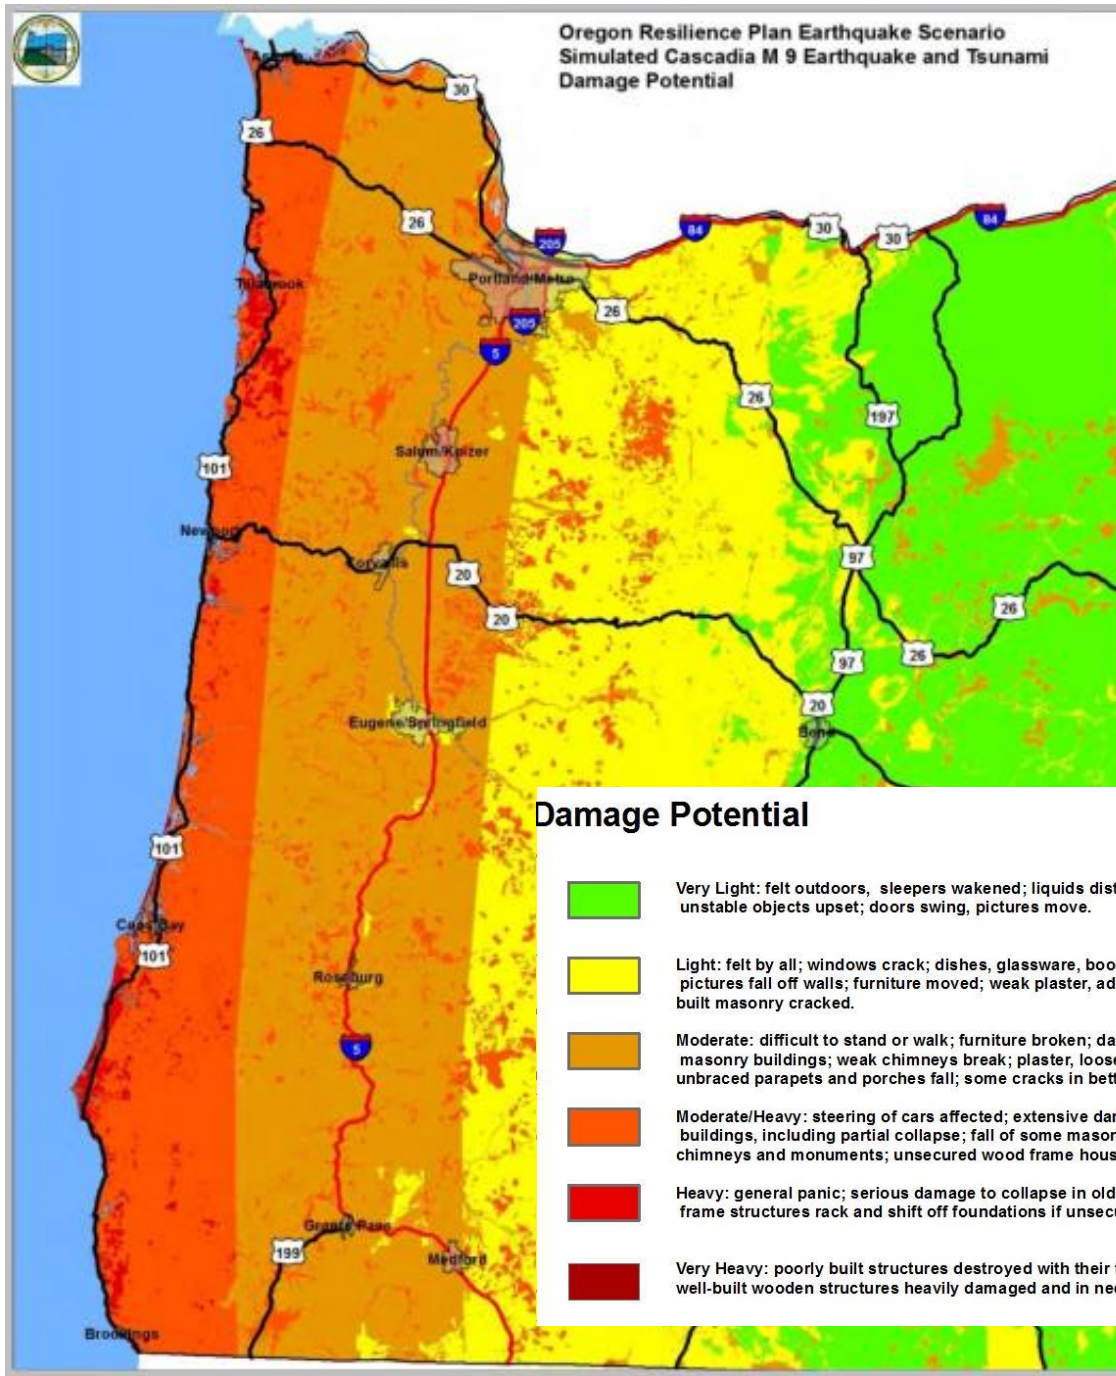 Oregon Resilience Plan Earthquake Scenario
Simulated Cascadia M 9 Earthquake and Tsunami
Damage Potential
30
26
26
205
84
30
30
84
Portland/Metro
Tillamook
26
205
5
26
197
Salem/Keizer
101
Newport
Corvallis
20
97
20
26
97
26
20
Eugene/Springfield
Bend
101
Coos Bay
101
Roseburg
5
Grants Pass
199
Medford
Brookings
Damage Potential
Very Light: felt outdoors, sleepers wakened; liquids dist
unstable objects upset; doors swing, pictures move.
Light: felt by all; windows crack; dishes, glassware, boo
pictures fall off walls; furniture moved; weak plaster, ad
built masonry cracked.
Moderate: difficult to stand or walk; furniture broken; da
masonry buildings; weak chimneys break; plaster, loose
unbraced parapets and porches fall; some cracks in bett
Moderate/Heavy: steering of cars affected; extensive dar
buildings, including partial collapse; fall of some mason
chimneys and monuments; unsecured wood frame hous
Heavy: general panic; serious damage to collapse in old
frame structures rack and shift off foundations if unsecu
Very Heavy: poorly built structures destroyed with their f
well-built wooden structures heavily damaged and in nee